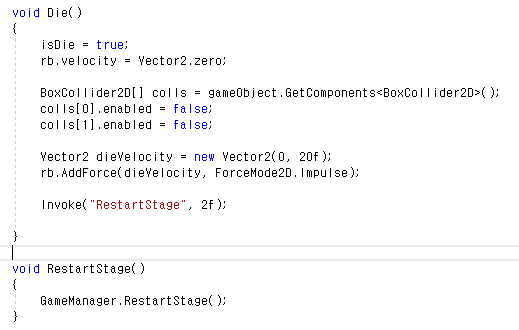 void Die()
{
isDie = true;
rb.velocity = Vector2.zero;
BoxCollider2D[] colls = gameObject.GetComponents<BoxCollider2D>();
colls[0].enabled = false;
colls[1].enabled = false;
Vector2 dieVelocity = new Vector2(0, 20f);
rb.AddForce(dieVelocity, ForceMode2D.Impulse);
Invoke("RestartStage", 2f);
}
void RestartStage()
{
GameManager.RestartStage();
}